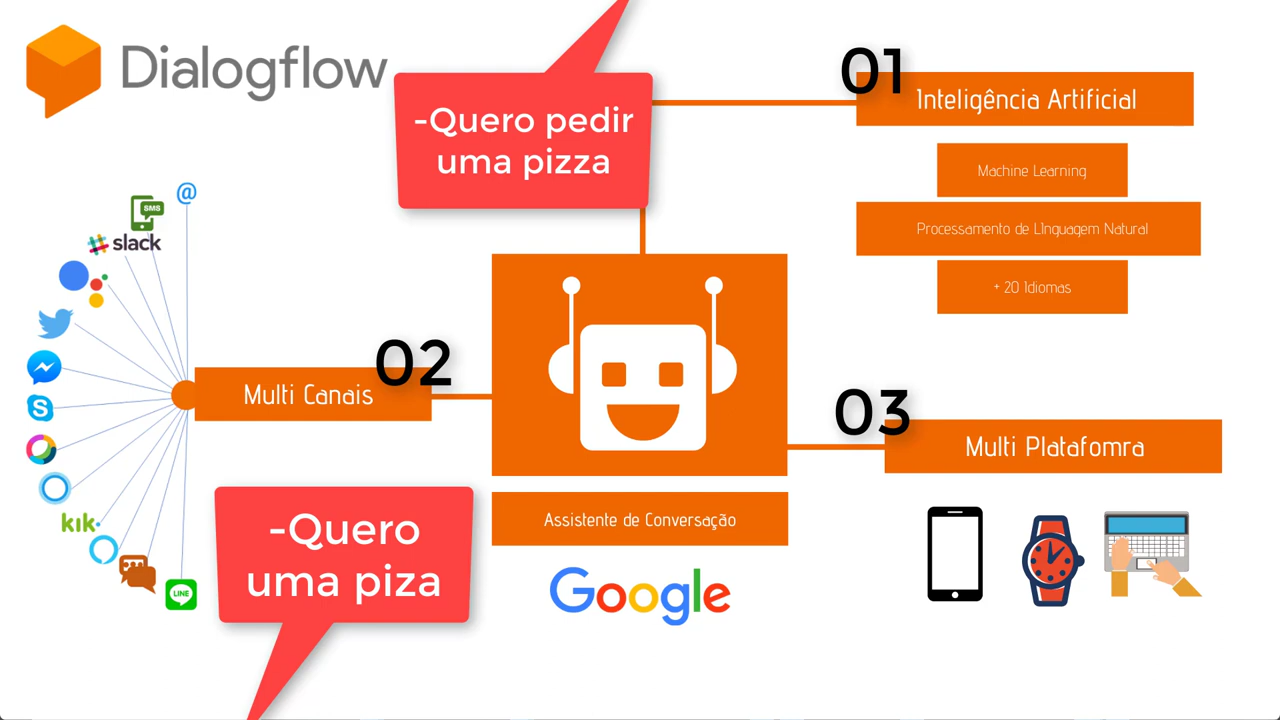 Dialogflow
-Quero pedir
uma pizza
01
Inteligência Artificial
Machine Learning
Processamento de LInguagem Natural
+ 20 Idiomas
@
SMS
slack
02
Multi Canais
03
Multi Platafomra
kik
LINE
-Quero
uma piza
Assistente de Conversação
Google